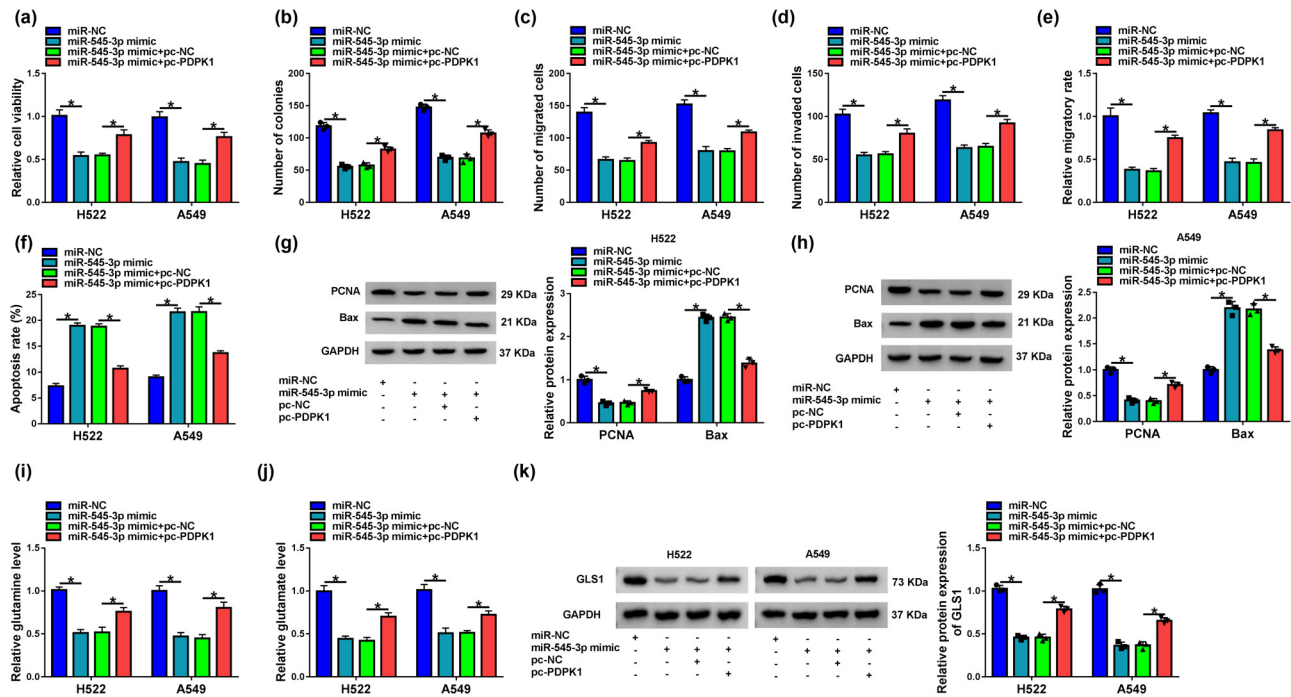 (a)
miR-NC
miR-545-3p mimic
miR-545-3p mimic+pc-NC
miR-545-3p mimic+pc-PDPK1
Relative cell viability
1.5
1.0
0.5
0.0
* * * *
H522 A549
(b)
miR-NC
miR-545-3p mimic
miR-545-3p mimic+pc-NC
miR-545-3p mimic+pc-PDPK1
Number of colonies
200
150
100
50
0
* * * *
H522 A549
(c)
miR-NC
miR-545-3p mimic
miR-545-3p mimic+pc-NC
miR-545-3p mimic+pc-PDPK1
Number of migrated cells
200
150
100
50
0
* * * *
H522 A549
(d)
miR-NC
miR-545-3p mimic
miR-545-3p mimic+pc-NC
miR-545-3p mimic+pc-PDPK1
Number of invaded cells
150
100
50
0
* * * *
H522 A549
(e)
miR-NC
miR-545-3p mimic
miR-545-3p mimic+pc-NC
miR-545-3p mimic+pc-PDPK1
Relative migratory rate
1.5
1.0
0.5
0.0
* * * *
H522 A549
(f)
miR-NC
miR-545-3p mimic
miR-545-3p mimic+pc-NC
miR-545-3p mimic+pc-PDPK1
Apoptosis rate (%)
25
20
15
10
5
0
* * * *
H522 A549
(g)
PCNA 29 KDa
Bax 21 KDa
GAPDH 37 KDa
miR-NC + - - -
miR-545-3p mimic - + + +
pc-NC - - + -
pc-PDPK1 - - - +
H522
miR-NC
miR-545-3p mimic
miR-545-3p mimic+pc-NC
miR-545-3p mimic+pc-PDPK1
Relative protein expression
3
2
1
0
* * * *
PCNA Bax
(h)
PCNA 29 KDa
Bax 21 KDa
GAPDH 37 KDa
miR-NC + - - -
miR-545-3p mimic - + + +
pc-NC - - + -
pc-PDPK1 - - - +
A549
miR-NC
miR-545-3p mimic
miR-545-3p mimic+pc-NC
miR-545-3p mimic+pc-PDPK1
Relative protein expression
2.5
2.0
1.5
1.0
0.5
0.0
* * * *
PCNA Bax
(i)
miR-NC
miR-545-3p mimic
miR-545-3p mimic+pc-NC
miR-545-3p mimic+pc-PDPK1
Relative glutamine level
1.5
1.0
0.5
0.0
* * * *
H522 A549
(j)
miR-NC
miR-545-3p mimic
miR-545-3p mimic+pc-NC
miR-545-3p mimic+pc-PDPK1
Relative glutamate level
1.5
1.0
0.5
0.0
* * * *
H522 A549
(k)
H522 A549
GLS1 73 KDa
GAPDH 37 KDa
miR-NC + - - - + - - -
miR-545-3p mimic - + + + - + + +
pc-NC - - + - - - + -
pc-PDPK1 - - - + - - - +
miR-NC
miR-545-3p mimic
miR-545-3p mimic+pc-NC
miR-545-3p mimic+pc-PDPK1
Relative protein expression
of GLS1
1.5
1.0
0.5
0.0
* * * *
H522 A549